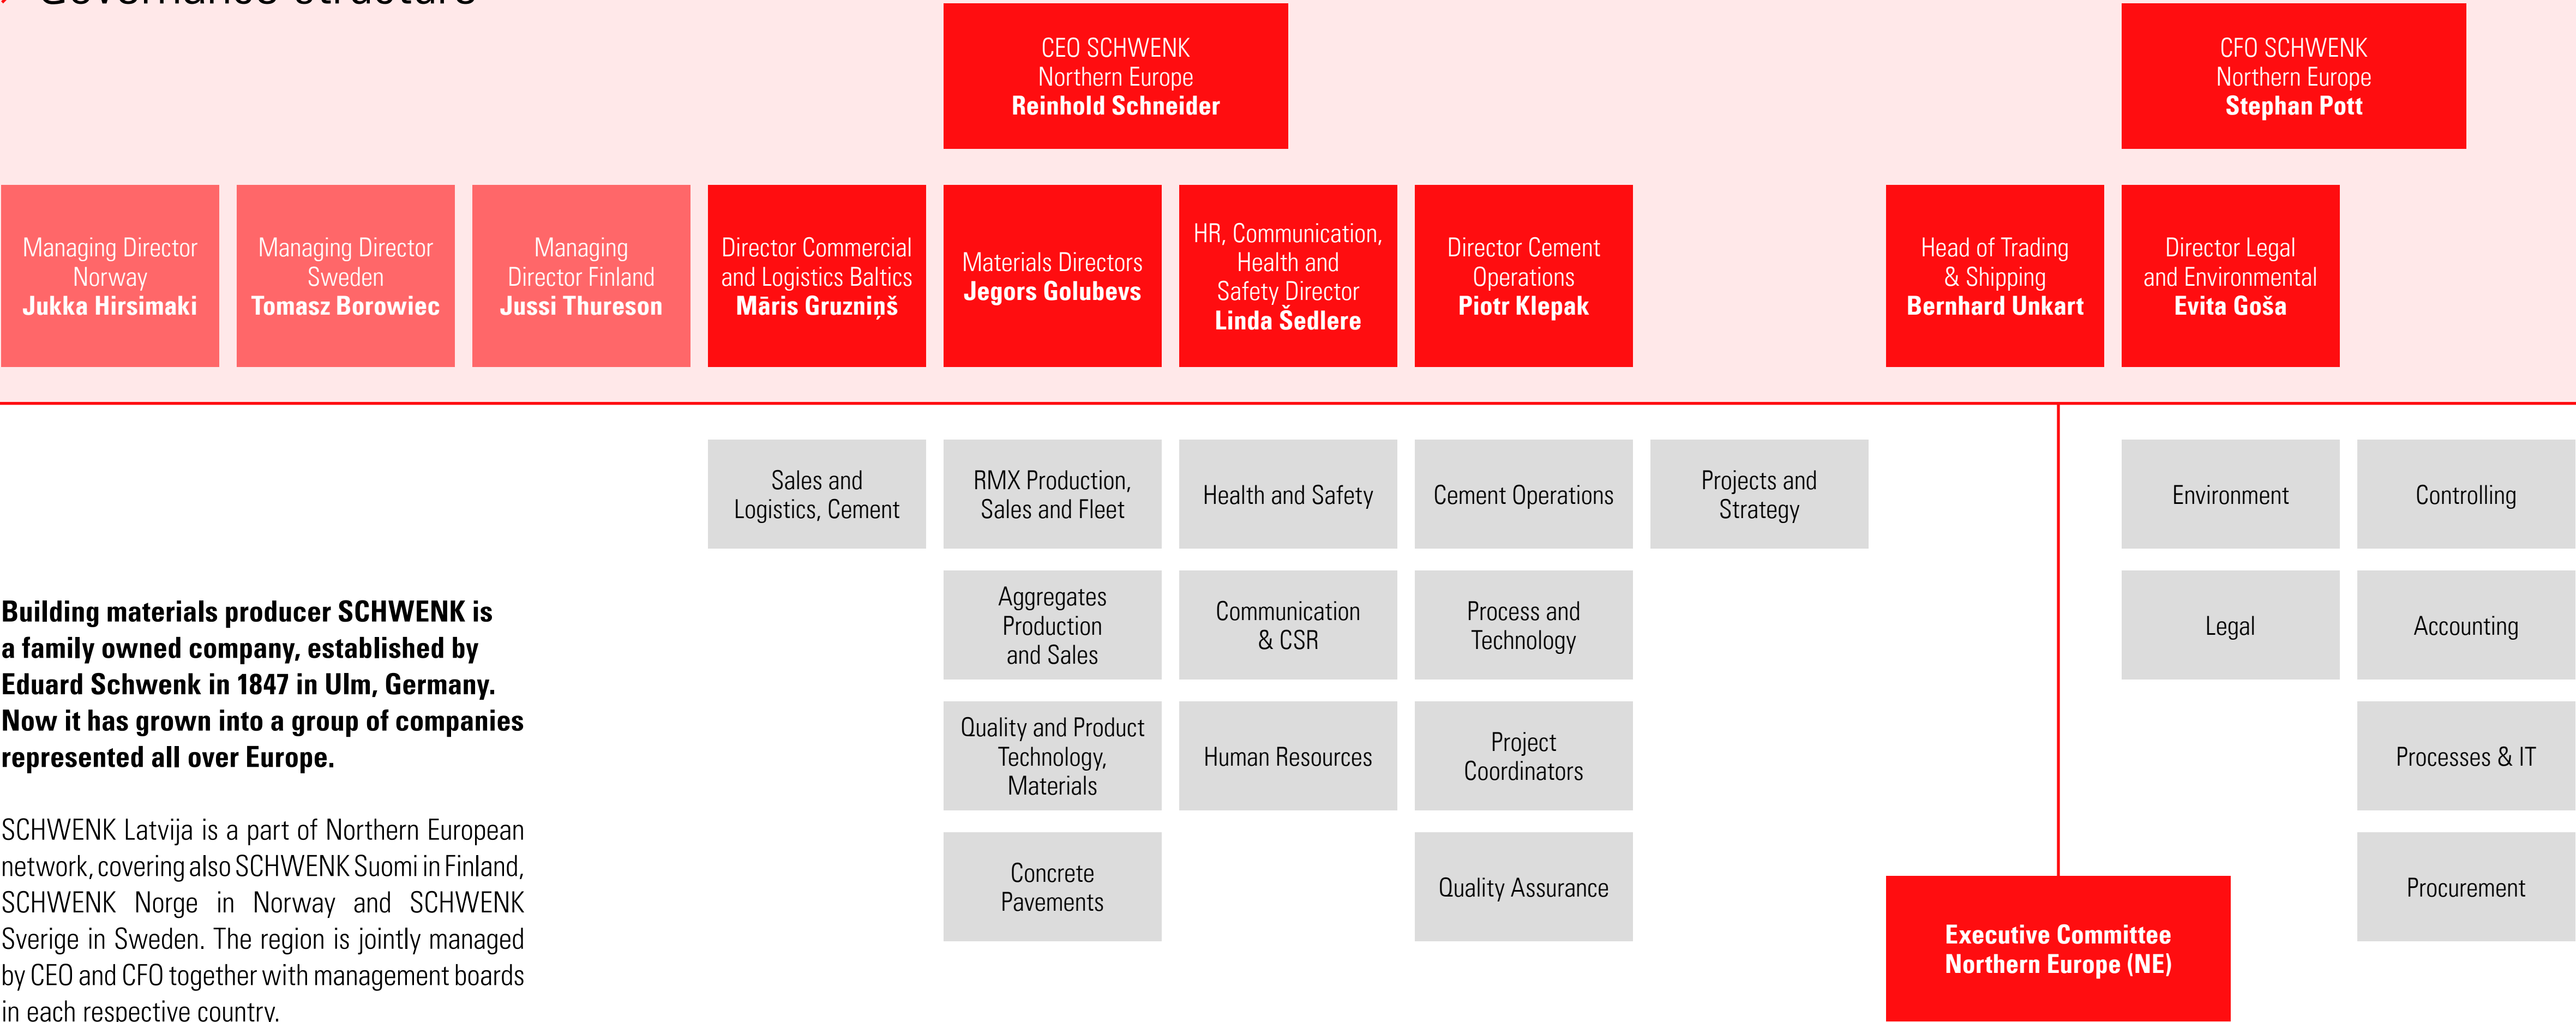 Governance structure
CEO SCHWENK
Northern Europe
Reinhold Schneider
CFO SCHWENK
Northern Europe
Stephan Pott
Managing Director
Norway
Jukka Hirsimaki
Managing Director
Sweden
Tomasz Borowiec
Managing
Director Finland
Jussi Thureson
Director Commercial
and Logistics Baltics
Māris Gruzniņš
Materials Directors
Jegors Golubevs
HR, Communication,
Health and
Safety Director
Linda Šedlere
Director Cement
Operations
Piotr Klepak
Head of Trading
& Shipping
Bernhard Unkart
Director Legal
and Environmental
Evita Goša
Sales and
Logistics, Cement
RMX Production,
Sales and Fleet
Health and Safety
Cement Operations
Projects and
Strategy
Environment
Controlling
Aggregates
Production
and Sales
Communication
& CSR
Process and
Technology
Legal
Accounting
Quality and Product
Technology,
Materials
Human Resources
Project
Coordinators
Processes & IT
Concrete
Pavements
Quality Assurance
Procurement
Executive Committee
Northern Europe (NE)
Building materials producer SCHWENK is
a family owned company, established by
Eduard Schwenk in 1847 in Ulm, Germany.
Now it has grown into a group of companies
represented all over Europe.
SCHWENK Latvija is a part of Northern European
network, covering also SCHWENK Suomi in Finland,
SCHWENK Norge in Norway and SCHWENK
Sverige in Sweden. The region is jointly managed
by CEO and CFO together with management boards
in each respective country.